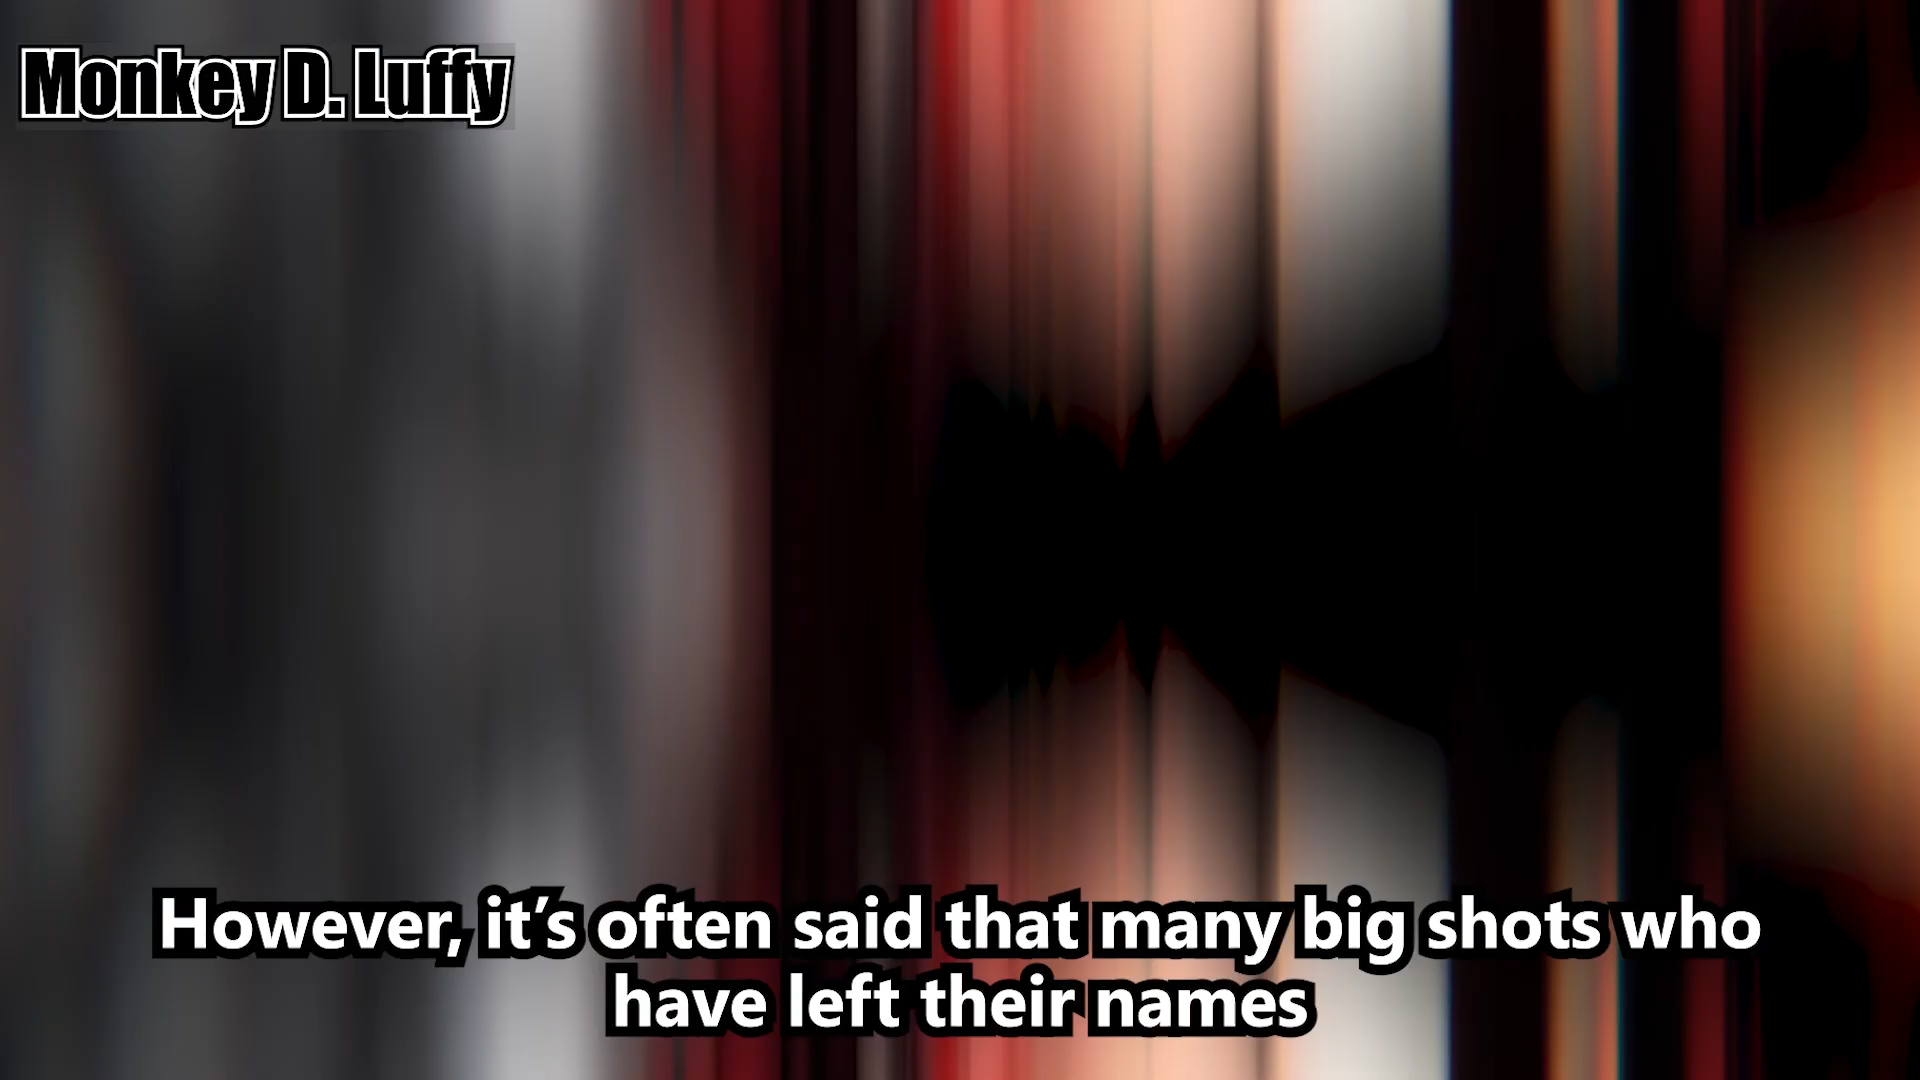 Monkey D. Luffy
However, it’s often said that many big shots who
have left their names